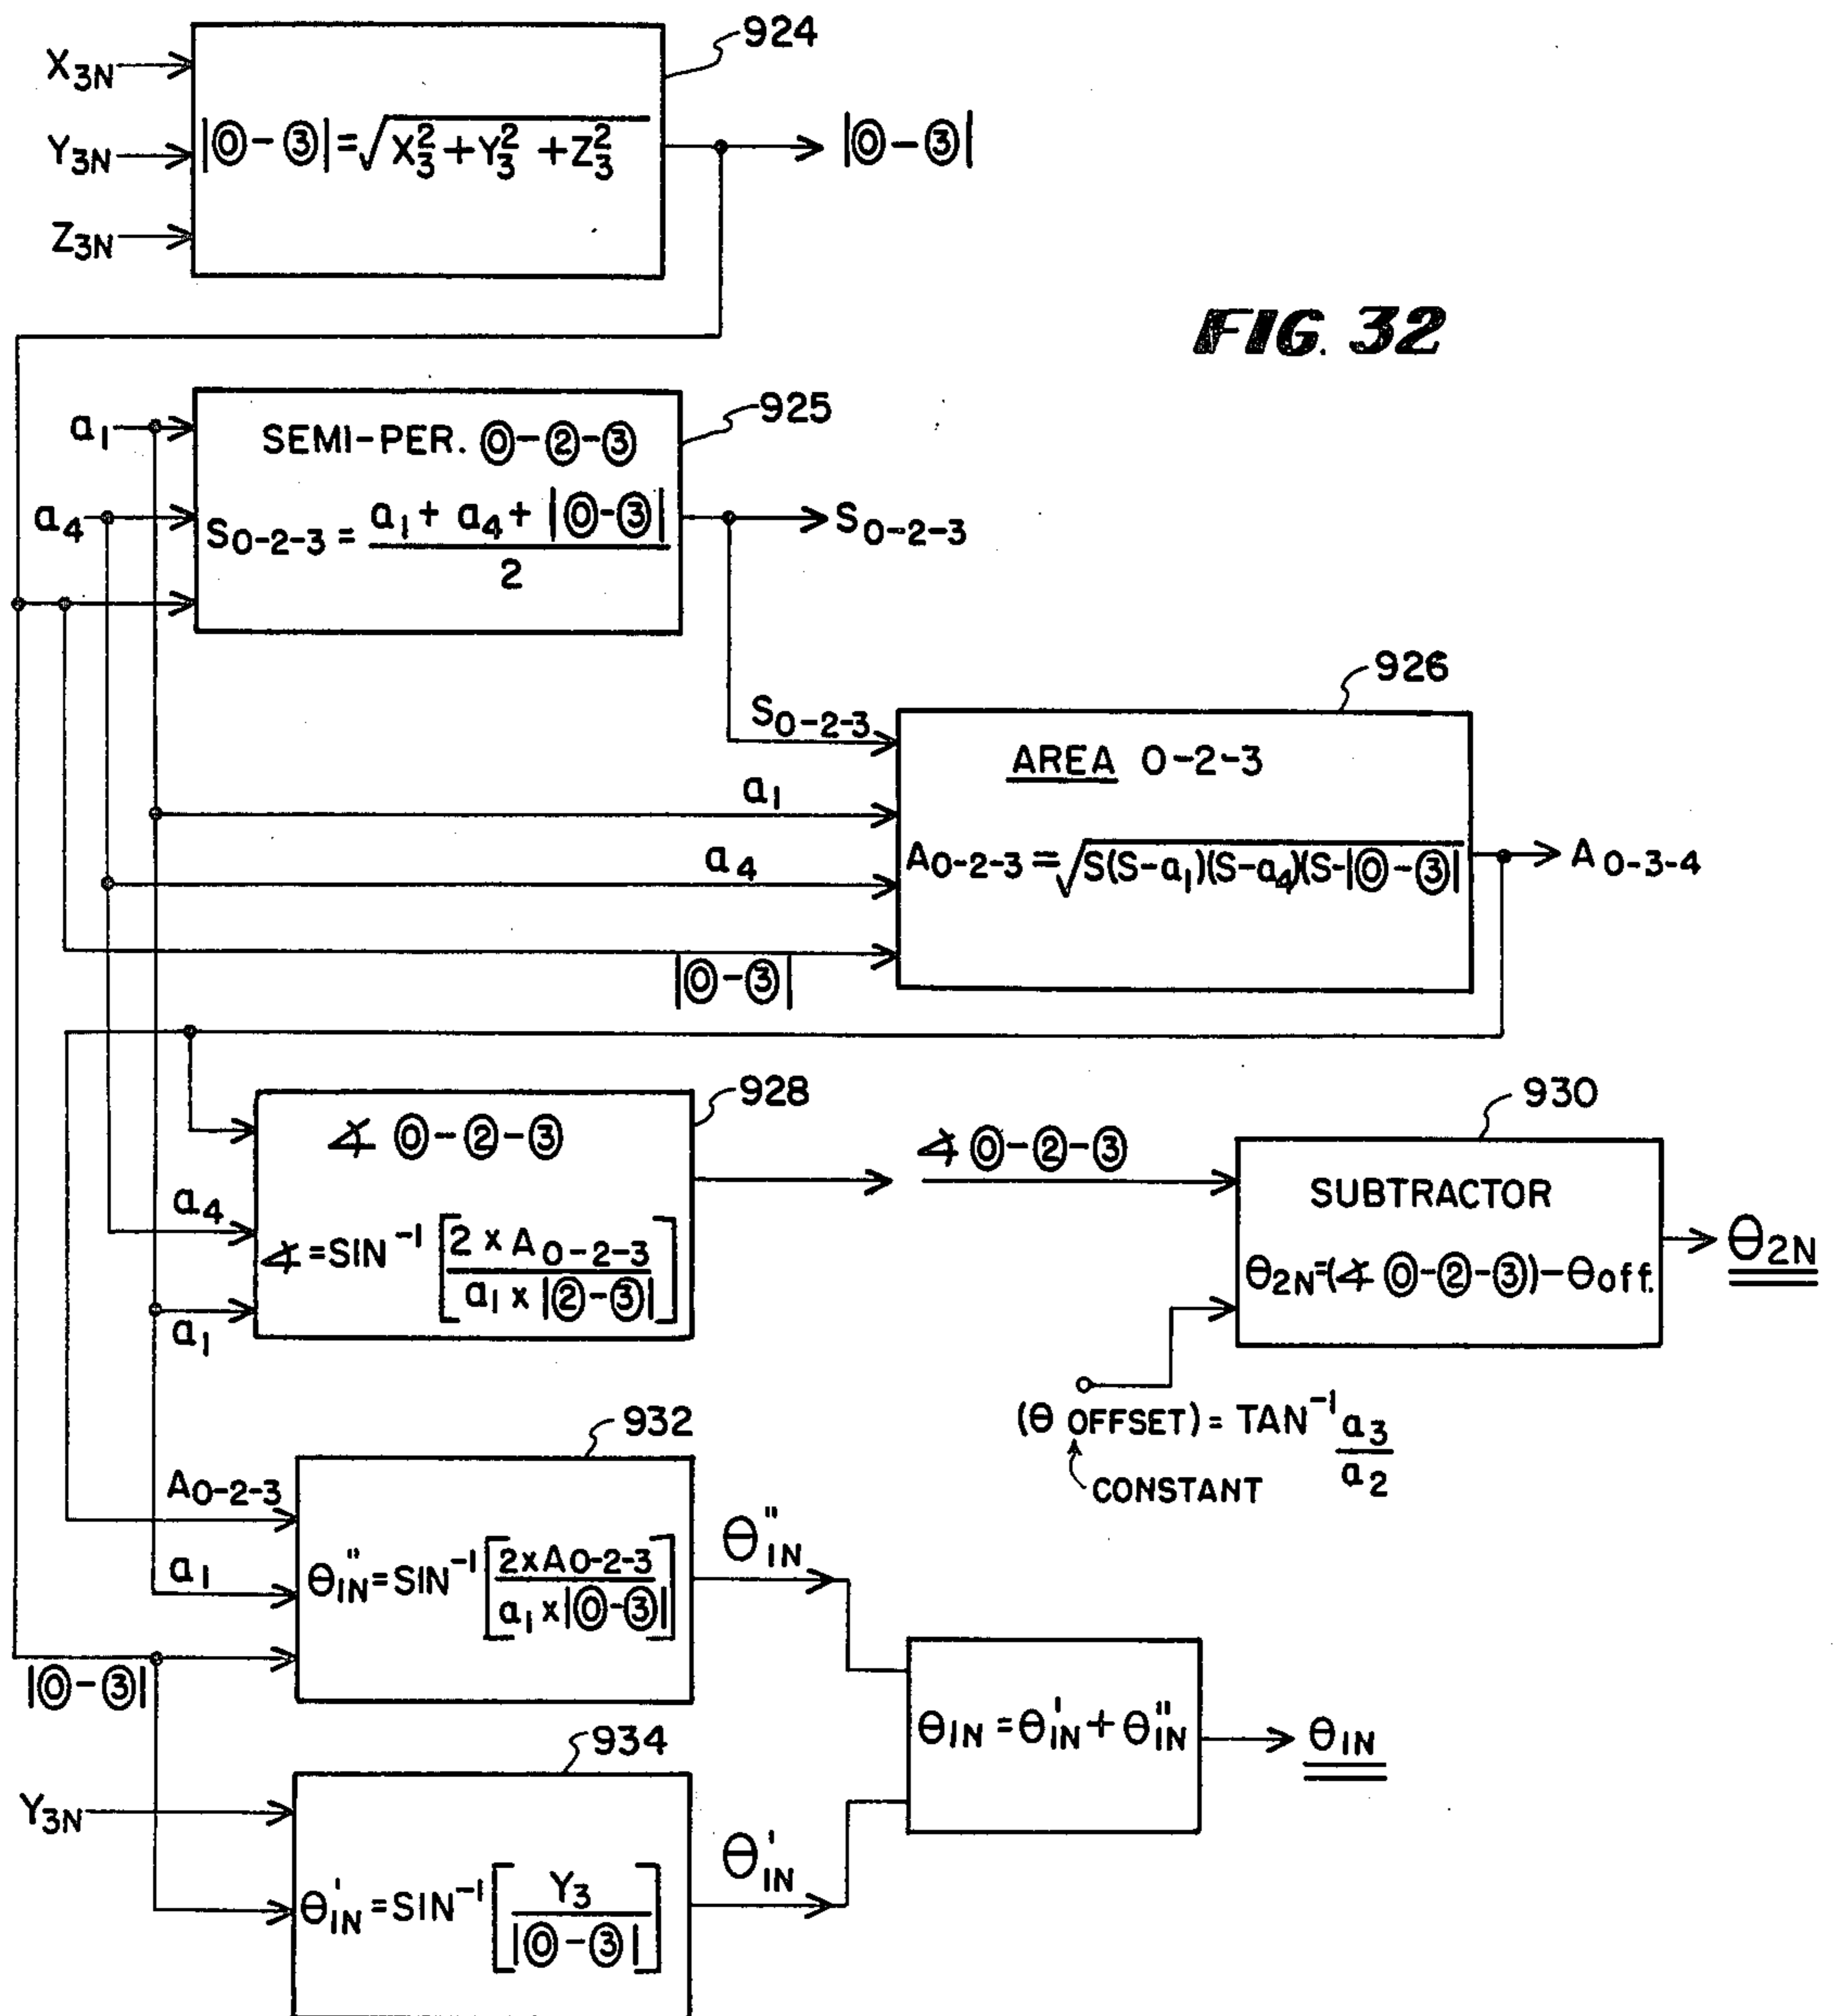 924
X₃N
Y₃N
Z₃N
|⓪-③|=√X₃²+Y₃²+Z₃²
|⓪-③|
FIG. 32
925
a₁
a₄
SEMI-PER. ⓪-②-③
S₀₋₂₋₃ = a₁ + a₄ + |⓪-③| / 2
S₀₋₂₋₃
926
S₀₋₂₋₃
a₁
a₄
|⓪-③|
AREA 0-2-3
A₀₋₂₋₃ = √S(S-a₁)(S-a₄)(S-|⓪-③|
A₀₋₃₋₄
928
a₄
a₁
∡ ⓪-②-③
∡ = SIN⁻¹ [2 x A₀₋₂₋₃ / a₁ x |②-③|]
∡ ⓪-②-③
930
SUBTRACTOR
θ₂N=(∡ ⓪-②-③)-θoff.
θ₂N
(θ OFFSET) = TAN⁻¹ a₃ / a₂
CONSTANT
932
A₀₋₂₋₃
a₁
|⓪-③|
θ''IN = SIN⁻¹ [2xA₀₋₂₋₃ / a₁ x |⓪-③|]
θ''IN
934
Y₃N
θ'IN = SIN⁻¹ [Y₃ / |⓪-③|]
θ'IN
θIN = θ'IN + θ''IN
θIN